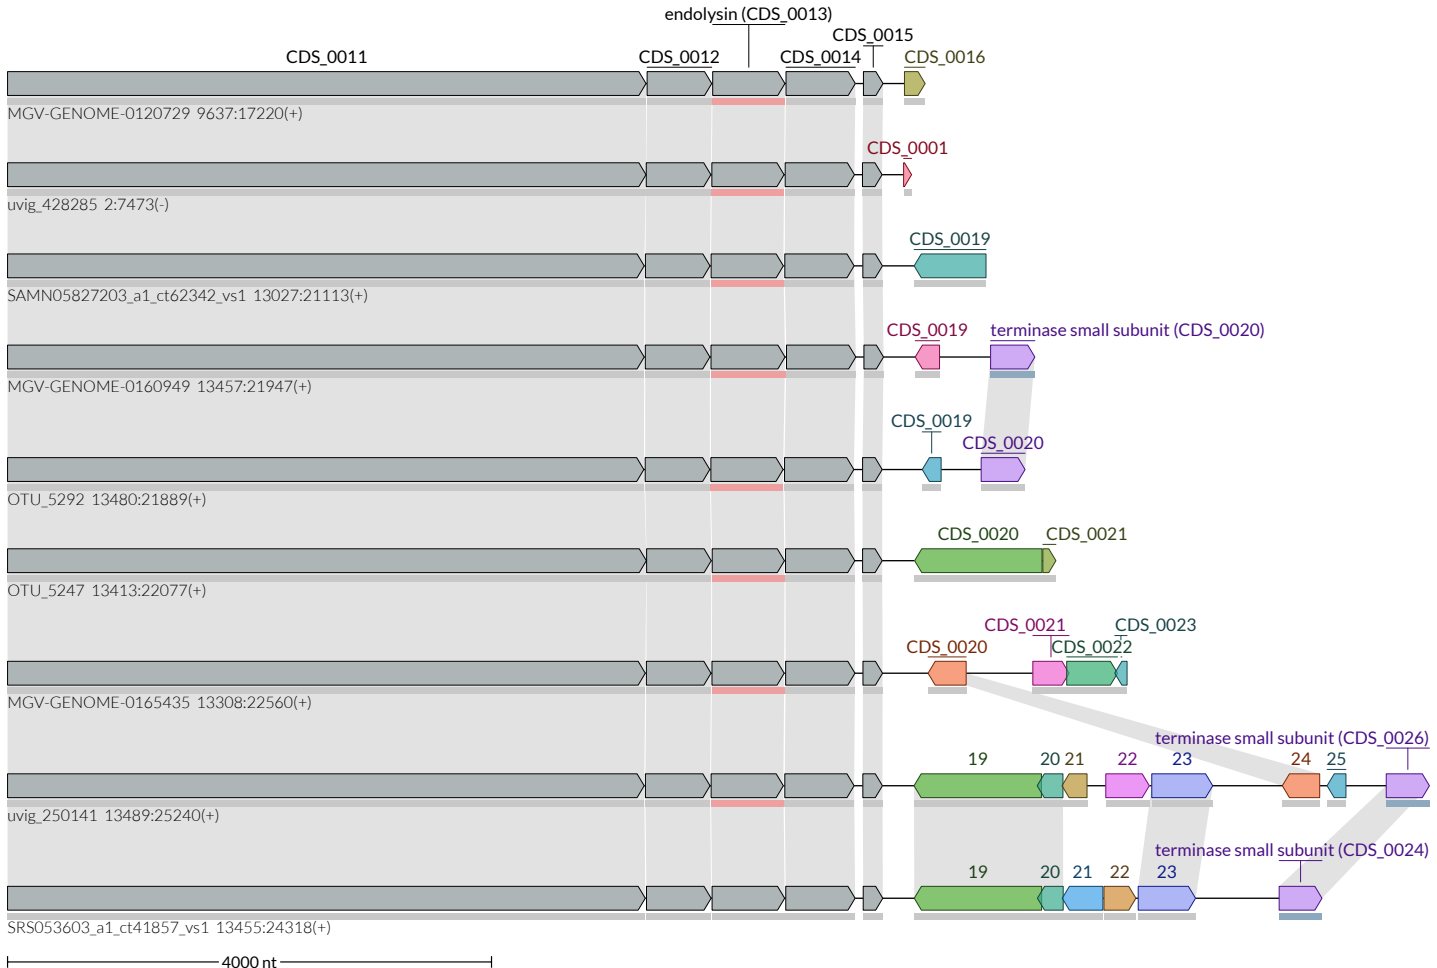 endolysin (CDS_0013)
CDS_0015
CDS_0011 CDS_0012 CDS_0014 CDS_0016
MGV-GENOME-0120729 9637:17220(+)
CDS_0001
uvig_428285 2:7473(-)
CDS_0019
SAMN05827203_a1_ct62342_vs1 13027:21113(+)
CDS_0019 terminase small subunit (CDS_0020)
MGV-GENOME-0160949 13457:21947(+)
CDS_0019
CDS_0020
OTU_5292 13480:21889(+)
CDS_0020 CDS_0021
OTU_5247 13413:22077(+)
CDS_0021 CDS_0023
CDS_0020 CDS_0022
MGV-GENOME-0165435 13308:22560(+)
terminase small subunit (CDS_0026)
19 20 21 22 23 24 25
uvig_250141 13489:25240(+)
terminase small subunit (CDS_0024)
19 20 21 22 23
SRS053603_a1_ct41857_vs1 13455:24318(+)
4000 nt